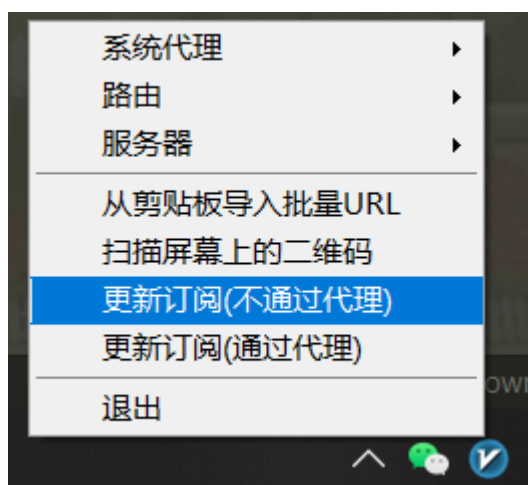 系统代理
路由
服务器
从剪贴板导入批量URL
扫描屏幕上的二维码
更新订阅(不通过代理)
更新订阅(通过代理)
退出